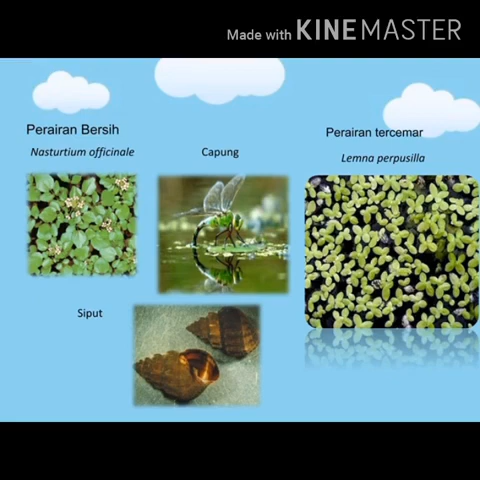 Made with KINEMASTER
Perairan Bersih
Nasturtium officinale
Capung
Siput
Perairan tercemar
Lemna perpusilla